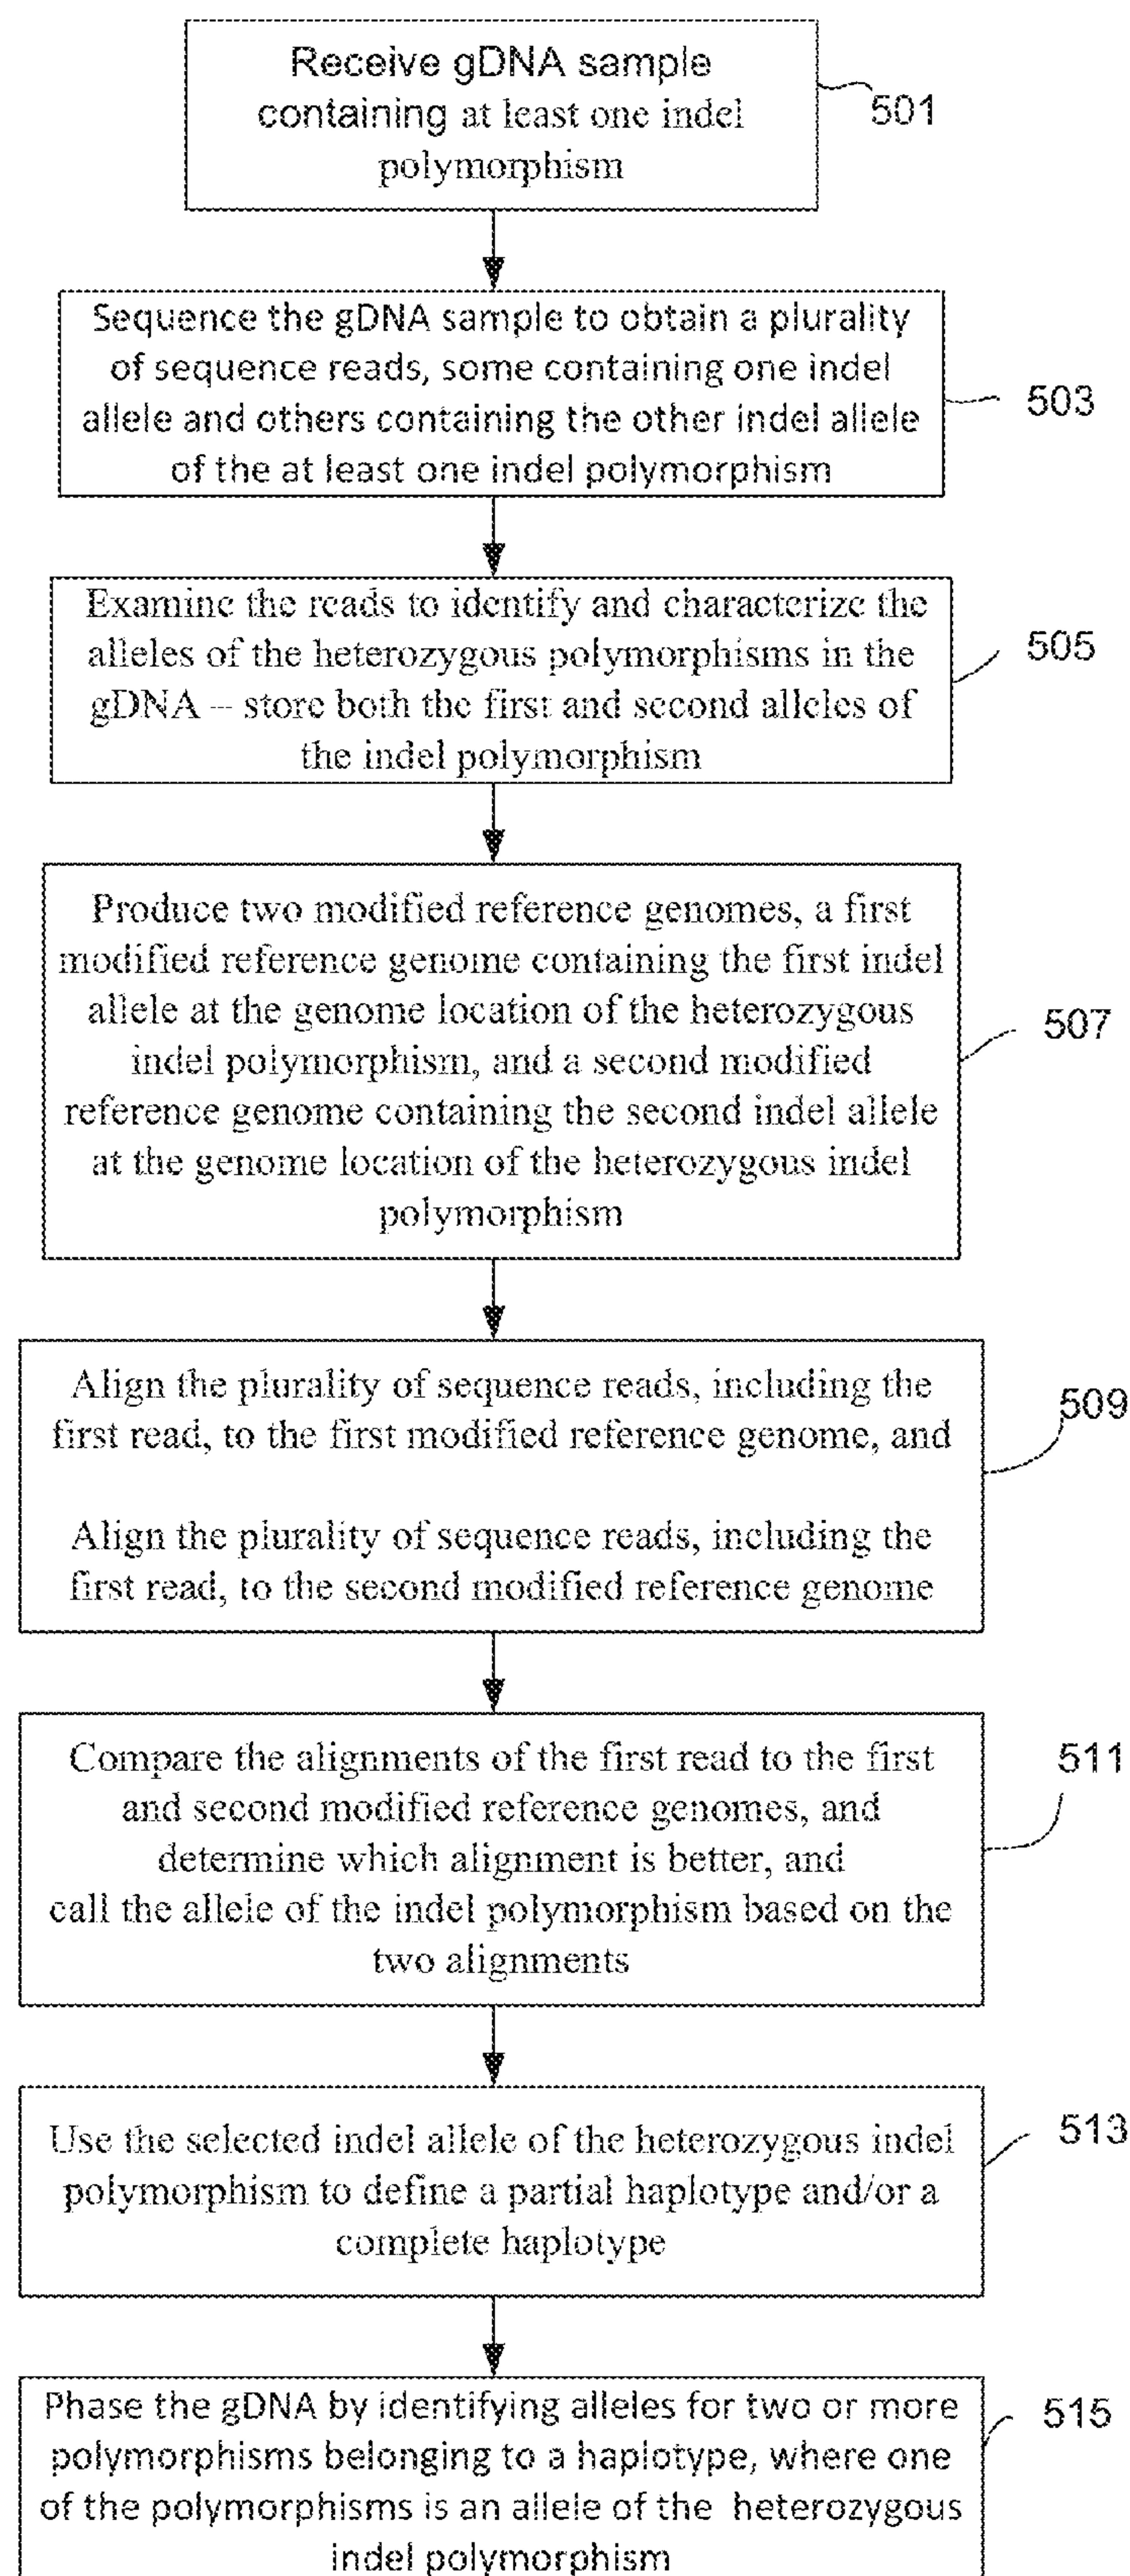 Receive gDNA sample
containing at least one indel
polymorphism
501
Sequence the gDNA sample to obtain a plurality
of sequence reads, some containing one indel
allele and others containing the other indel allele
of the at least one indel polymorphism
503
Examine the reads to identify and characterize the
alleles of the heterozygous polymorphisms in the
gDNA -- store both the first and second alleles of
the indel polymorphism
505
Produce two modified reference genomes, a first
modified reference genome containing the first indel
allele at the genome location of the heterozygous
indel polymorphism, and a second modified
reference genome containing the second indel allele
at the genome location of the heterozygous indel
polymorphism
507
Align the plurality of sequence reads, including the
first read, to the first modified reference genome, and
Align the plurality of sequence reads, including the
first read, to the second modified reference genome
509
Compare the alignments of the first read to the first
and second modified reference genomes, and
determine which alignment is better, and
call the allele of the indel polymorphism based on the
two alignments
511
Use the selected indel allele of the heterozygous indel
polymorphism to define a partial haplotype and/or a
complete haplotype
513
Phase the gDNA by identifying alleles for two or more
polymorphisms belonging to a haplotype, where one
of the polymorphisms is an allele of the heterozygous
indel polymorphism
515